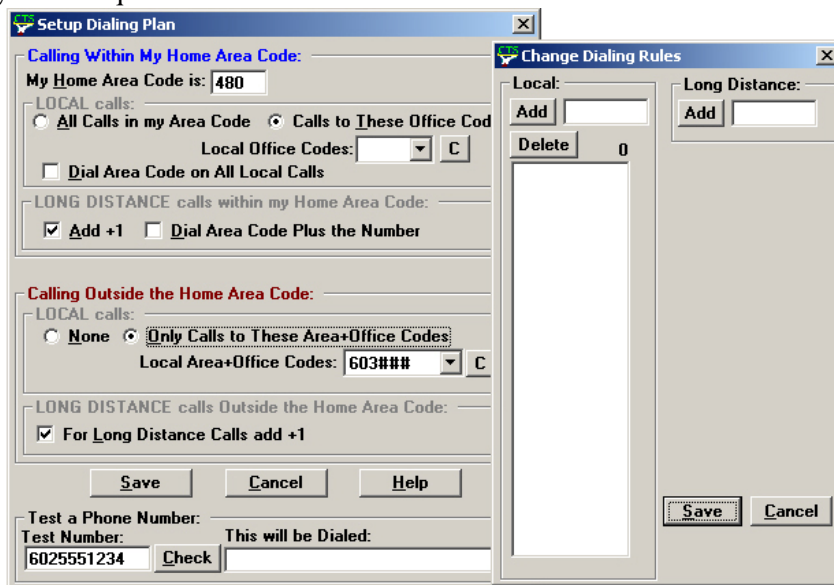 Setup Dialing Plan
Calling Within My Home Area Code:
My Home Area Code is: 480
LOCAL calls:
All Calls in my Area Code Calls to These Office Cod
Local Office Codes: C
Dial Area Code on All Local Calls
LONG DISTANCE calls within my Home Area Code:
Add +1 Dial Area Code Plus the Number
Calling Outside the Home Area Code:
LOCAL calls:
None Only Calls to These Area+Office Codes
Local Area+Office Codes: 603### C
LONG DISTANCE calls Outside the Home Area Code:
For Long Distance Calls add +1
Save Cancel Help
Test a Phone Number:
Test Number: This will be Dialed:
6025551234 Check
CTS Change Dialing Rules
Local: Long Distance:
Add Add
Delete 0
Save Cancel